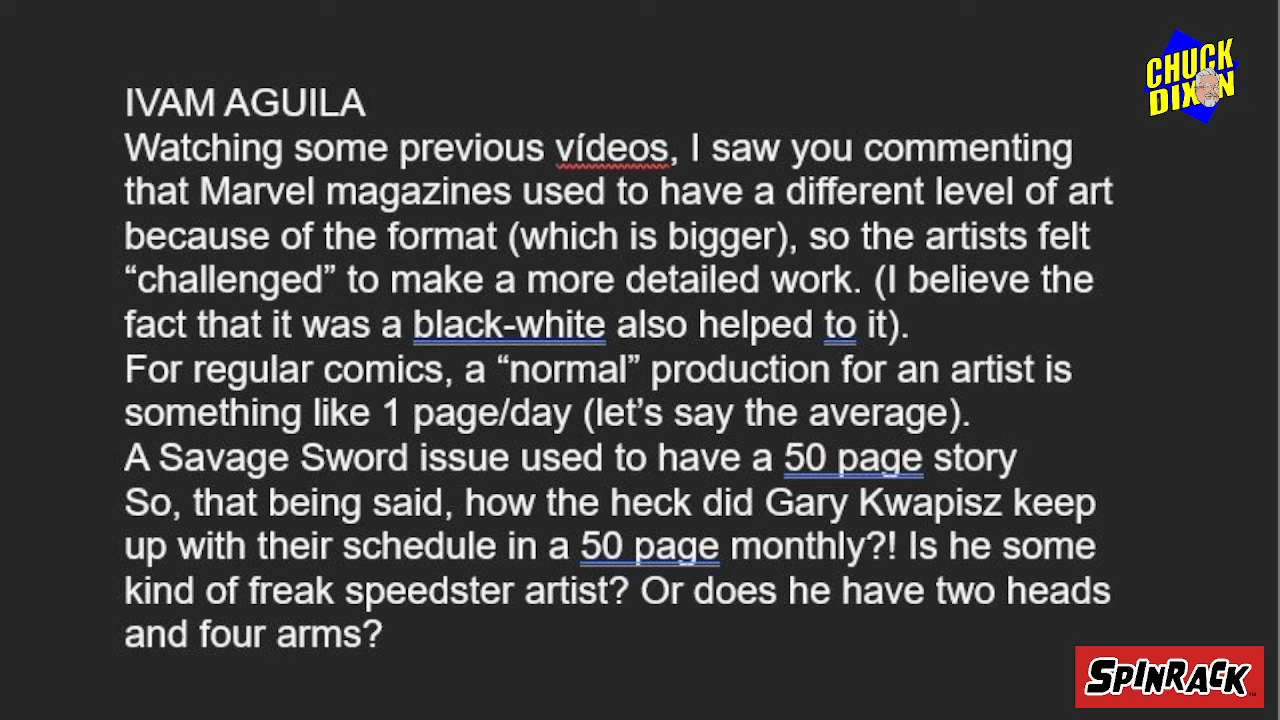 CHUCK
DIXON
IVAM AGUILA
Watching some previous vídeos, I saw you commenting
that Marvel magazines used to have a different level of art
because of the format (which is bigger), so the artists felt
“challenged” to make a more detailed work. (I believe the
fact that it was a black-white also helped to it).
For regular comics, a “normal” production for an artist is
something like 1 page/day (let’s say the average).
A Savage Sword issue used to have a 50 page story
So, that being said, how the heck did Gary Kwapisz keep
up with their schedule in a 50 page monthly?! Is he some
kind of freak speedster artist? Or does he have two heads
and four arms?
SPINRACK